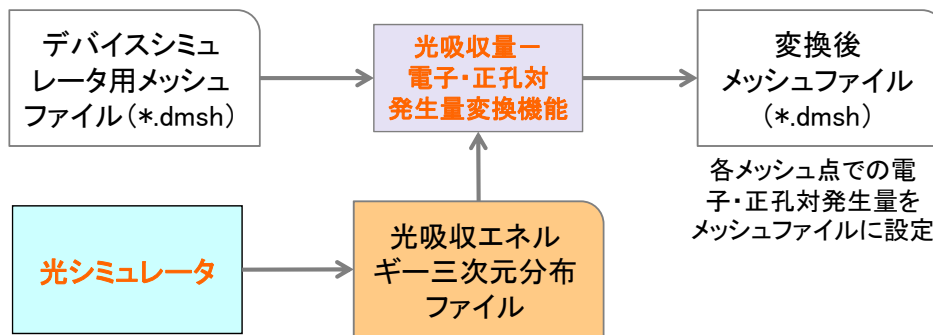 デバイスシミュ
レータ用メッシュ
ファイル(*.dmsh)
光吸収量－
電子・正孔対
発生量変換機能
変換後
メッシュファイル
(*.dmsh)
各メッシュ点での電
子・正孔対発生量を
メッシュファイルに設定
光シミュレータ
光吸収エネル
ギー三次元分布
ファイル